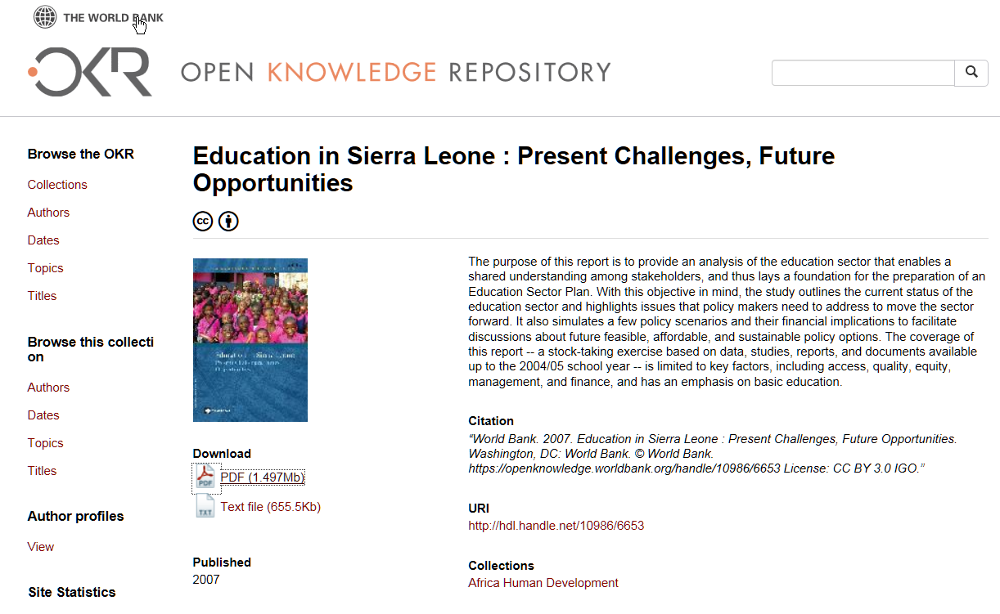 THE WORLD BANK
OKR
OPEN KNOWLEDGE REPOSITORY
Browse the OKR
Collections
Authors
Dates
Topics
Titles
Browse this collecti
on
Authors
Dates
Topics
Titles
Author profiles
View
Site Statistics
Education in Sierra Leone : Present Challenges, Future
Opportunities
cc
Education in Sierra Leone
Download
PDF
PDF (1.497Mb)
TXT
Text file (655.5Kb)
Published
2007
The purpose of this report is to provide an analysis of the education sector that enables a
shared understanding among stakeholders, and thus lays a foundation for the preparation of an
Education Sector Plan. With this objective in mind, the study outlines the current status of the
education sector and highlights issues that policy makers need to address to move the sector
forward. It also simulates a few policy scenarios and their financial implications to facilitate
discussions about future feasible, affordable, and sustainable policy options. The coverage of
this report -- a stock-taking exercise based on data, studies, reports, and documents available
up to the 2004/05 school year -- is limited to key factors, including access, quality, equity,
management, and finance, and has an emphasis on basic education.
Citation
“World Bank. 2007. Education in Sierra Leone : Present Challenges, Future Opportunities.
Washington, DC: World Bank. © World Bank.
https://openknowledge.worldbank.org/handle/10986/6653 License: CC BY 3.0 IGO.”
URI
http://hdl.handle.net/10986/6653
Collections
Africa Human Development